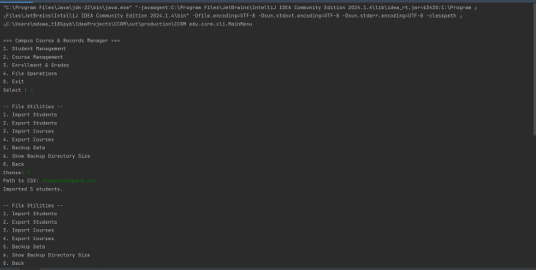 "C:\Program Files\Java\jdk-22\bin\java.exe" "-javaagent:C:\Program Files\JetBrains\IntelliJ IDEA Community Edition 2024.1.4\lib\idea_rt.jar=63430:C:\Program
Files\JetBrains\IntelliJ IDEA Community Edition 2024.1.4\bin" -Dfile.encoding=UTF-8 -Dsun.stdout.encoding=UTF-8 -Dsun.stderr.encoding=UTF-8 -classpath
\IdeaProjects\CCRM\out\production\CCRM edu.ccrm.cli.MainMenu
=== Campus Course & Records Manager ===
1. Student Management
2. Course Management
3. Enrollment & Grades
4. File Operations
0. Exit
Select :
-- File Utilities --
1. Import Students
2. Export Students
3. Import Courses
4. Export Courses
5. Backup Data
6. Show Backup Directory Size
0. Back
Choose:
Path to CSV:
Imported 5 students.
-- File Utilities --
1. Import Students
2. Export Students
3. Import Courses
4. Export Courses
5. Backup Data
6. Show Backup Directory Size
0. Back